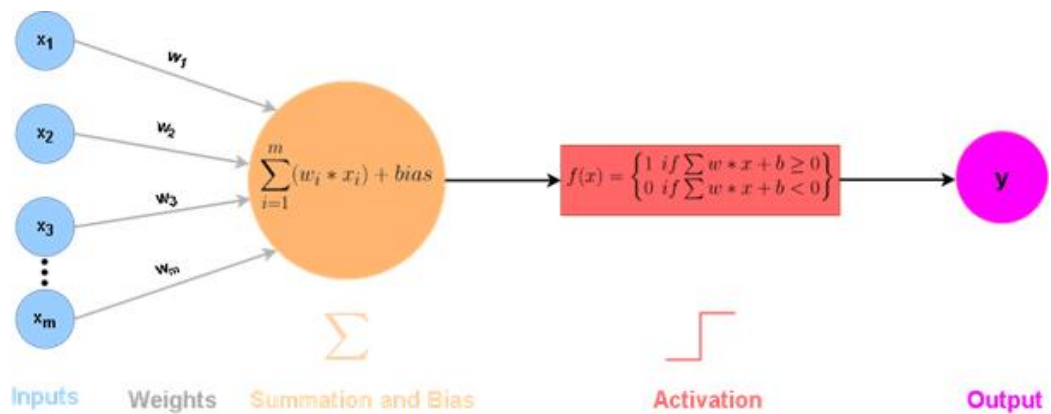 x₁
w₁
x₂
w₂
x₃
w₃
xₘ
wₘ
∑_{i=1}^{m}(wᵢ * xᵢ) + bias
f(x) = {1 if ∑ w * x + b ≥ 0
0 if ∑ w * x + b < 0}
y
∑
Inputs
Weights
Summation and Bias
Activation
Output